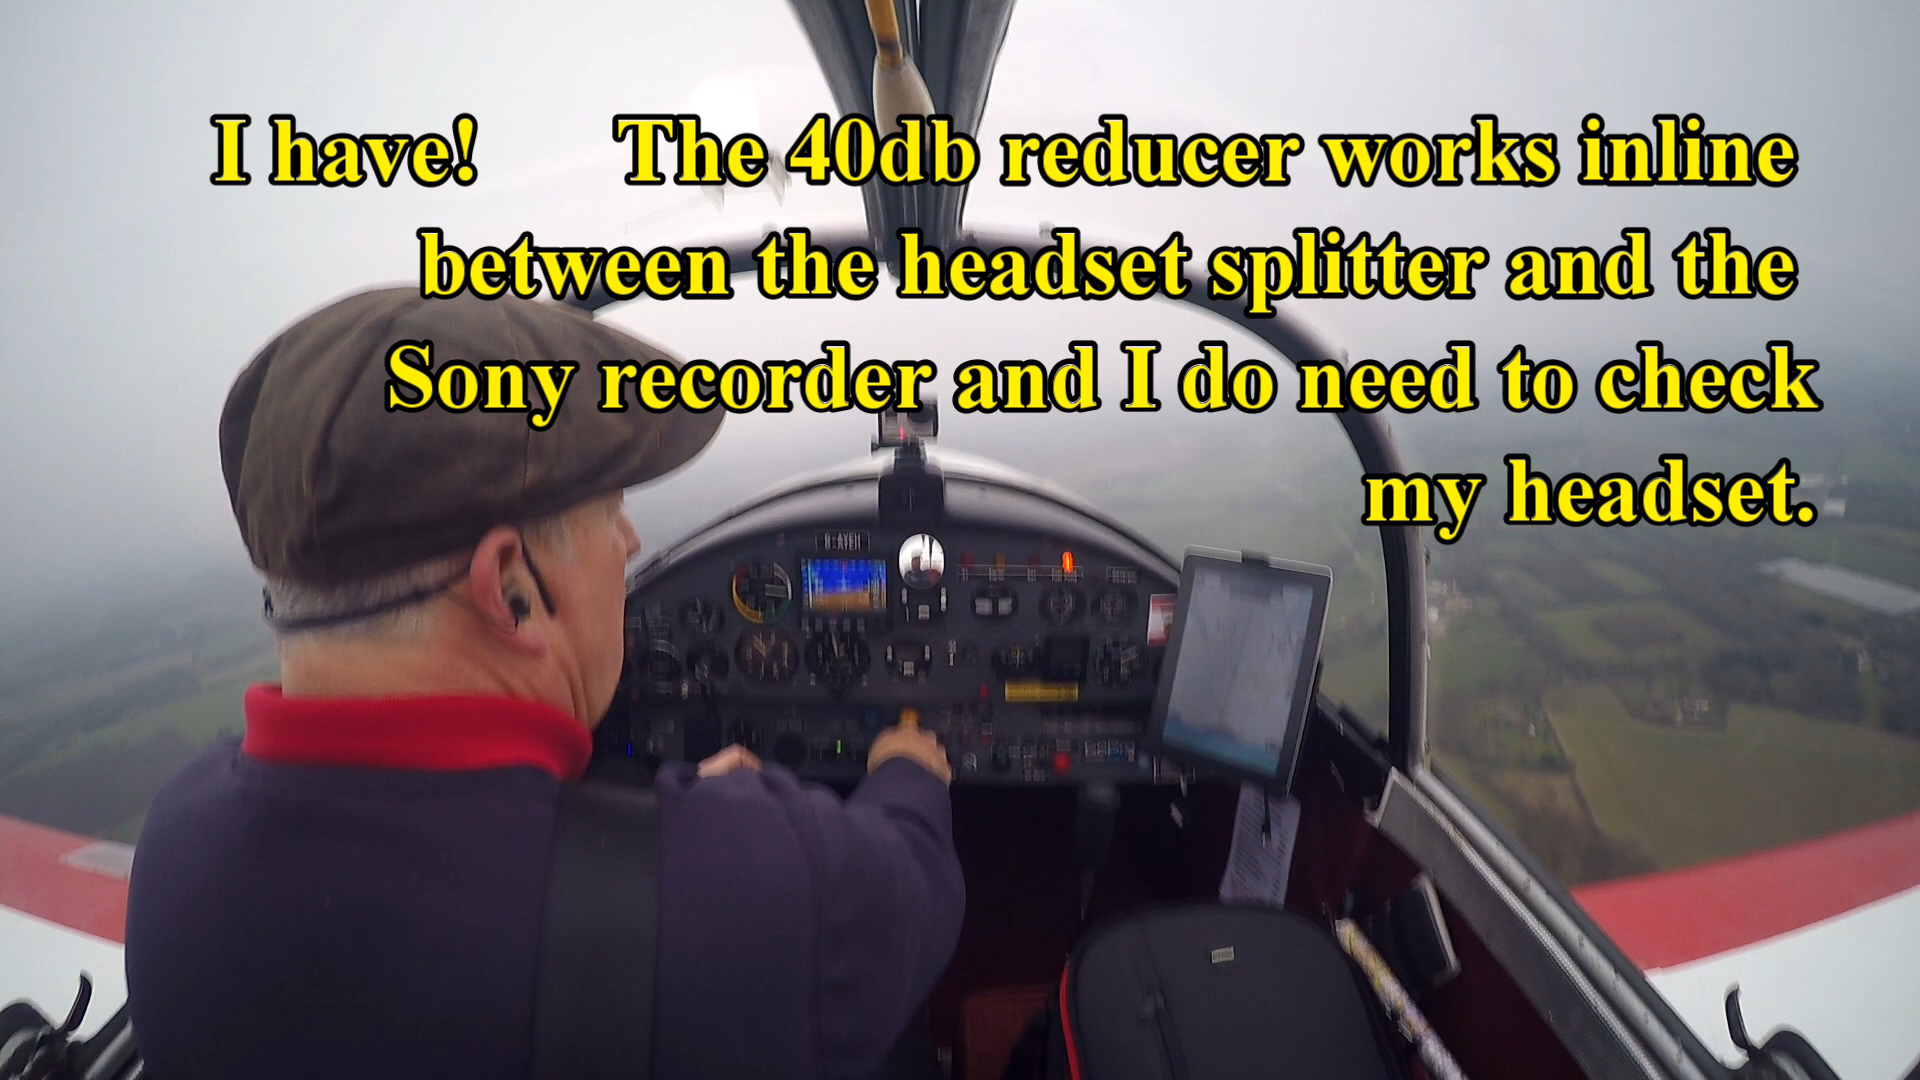 I have! The 40db reducer works inline
between the headset splitter and the
Sony recorder and I do need to check
my headset.